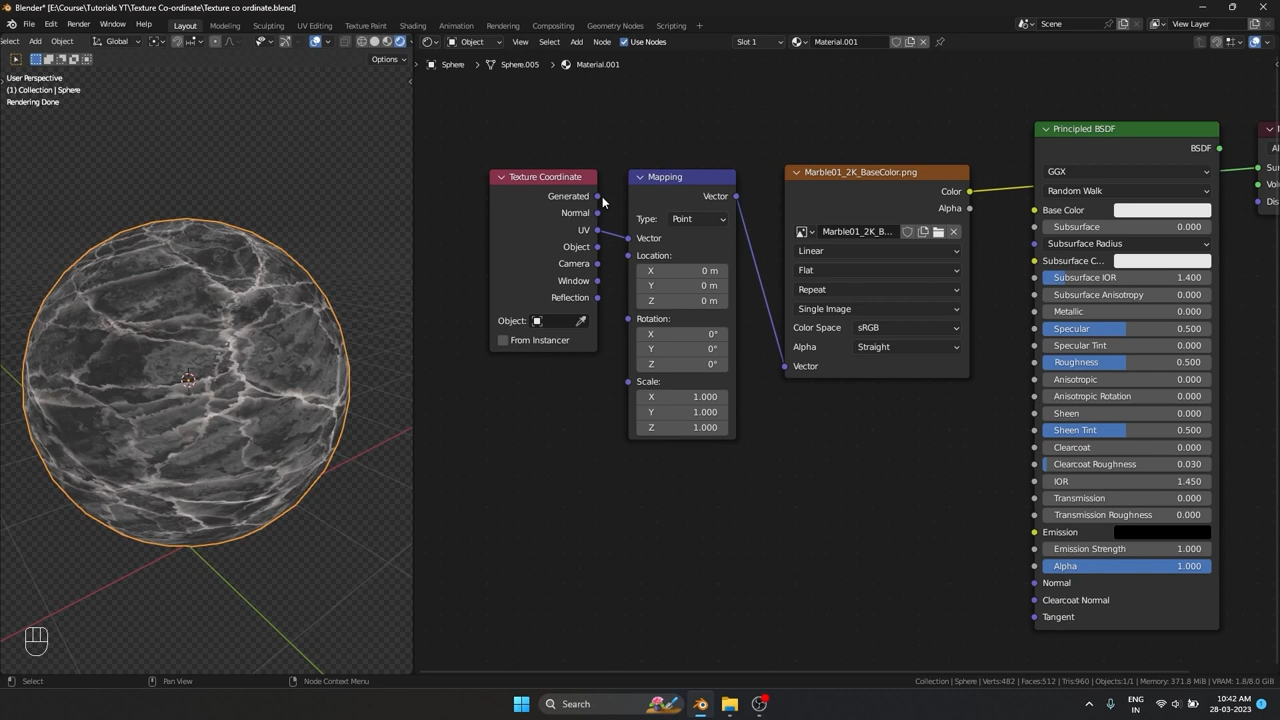 Blender* [E:\Course\Tutorials YT\Texture Co-ordinate\Texture co ordinate.blend]
File Edit Render Window Help Layout Modeling Sculpting UV Editing Texture Paint Shading Animation Rendering Compositing Geometry Nodes Scripting Scene View Layer
elect Add Object Global Object View Select Add Node Use Nodes Slot 1 Material.001
Options
Sphere Sphere.005 Material.001
User Perspective
(1) Collection | Sphere
Rendering Done
Texture Coordinate
Generated
Normal
UV
Object
Camera
Window
Reflection
Object:
From Instancer
Mapping
Vector
Type: Point
Vector
Location:
X 0 m
Y 0 m
Z 0 m
Rotation:
X 0°
Y 0°
Z 0°
Scale:
X 1.000
Y 1.000
Z 1.000
Marble01_2K_BaseColor.png
Color
Alpha
Marble01_2K_B...
Linear
Flat
Repeat
Single Image
Color Space sRGB
Alpha Straight
Vector
Principled BSDF
BSDF
GGX
Random Walk
Base Color
Subsurface 0.000
Subsurface Radius
Subsurface C...
Subsurface IOR 1.400
Subsurface Anisotropy 0.000
Metallic 0.000
Specular 0.500
Specular Tint 0.000
Roughness 0.500
Anisotropic 0.000
Anisotropic Rotation 0.000
Sheen 0.000
Sheen Tint 0.500
Clearcoat 0.000
Clearcoat Roughness 0.030
IOR 1.450
Transmission 0.000
Transmission Roughness 0.000
Emission
Emission Strength 1.000
Alpha 1.000
Normal
Clearcoat Normal
Tangent
Al
Sur
Vol
Dis
Select Pan View Node Context Menu Collection | Sphere | Verts:482 | Faces:512 | Tris:960 | Objects:1/1 | Memory: 371.8 MiB | VRAM: 1.8/8.0 GiB
Search
ENG
IN
10:42 AM
28-03-2023